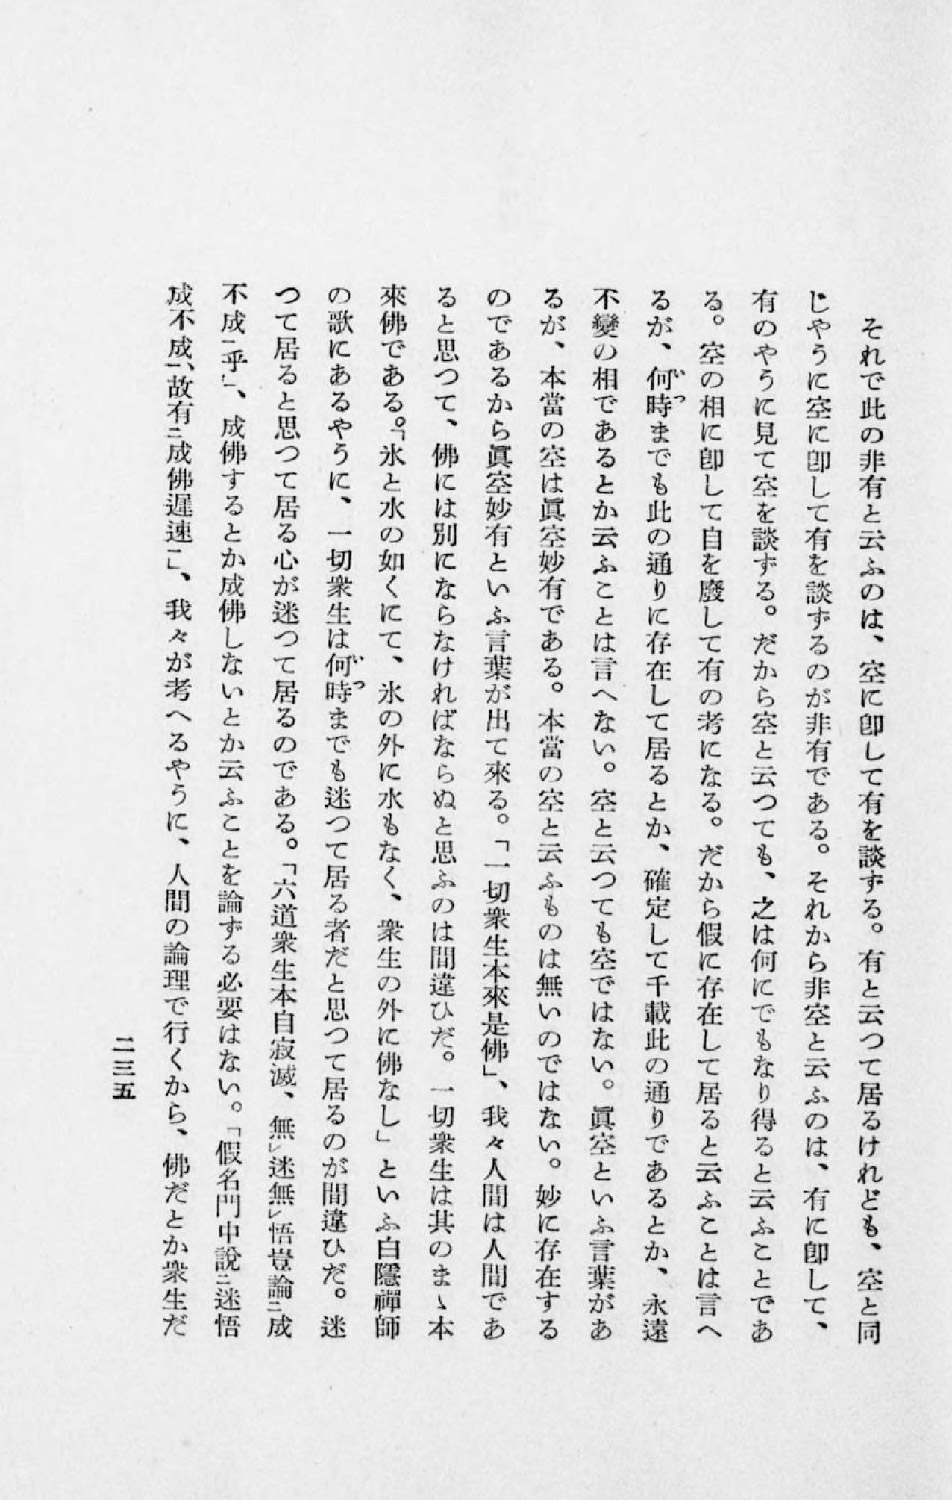 それで此の非有と云ふのは、空に卽して有を談ずる。有と云つて居るけれども、空と同
じやうに空に卽して有を談ずるのが非有である。それから非空と云ふのは、有に卽して、
有のやうに見て空を談ずる。だから空と云つても、之は何にでもなり得ると云ふことであ
る。空の相に卽して自を廢して有の考になる。だから假に存在して居ると云ふことは言へ
るが、何時までも此の通りに存在して居るとか、確定して千載此の通りであるとか、永遠
不變の相であるとか云ふことは言へない。空と云つても空ではない。眞空といふ言葉があ
るが、本當の空は眞空妙有である。本當の空と云ふものは無いのではない。妙に存在する
のであるから眞空妙有といふ言葉が出て來る。「一切衆生本來是佛」、我々人間は人間であ
ると思つて、佛には別にならなければならぬと思ふのは間違ひだ。一切衆生は其のまゝ本
來佛である。「氷と水の如くにて、氷の外に水もなく、衆生の外に佛なし」といふ白隱禪師
の歌にあるやうに、一切衆生は何時までも迷つて居る者だと思つて居るのが間違ひだ。迷
つて居ると思つて居る心が迷つて居るのである。「六道衆生本自寂滅、無㆑迷無㆑悟豈論㆓成
不成㆒乎」、成佛するとか成佛しないとか云ふことを論ずる必要はない。「假名門中說㆓迷悟
成不成㆒、故有㆓成佛遲速㆒」、我々が考へるやうに、人間の論理で行くから、佛だとか衆生だ
二三五